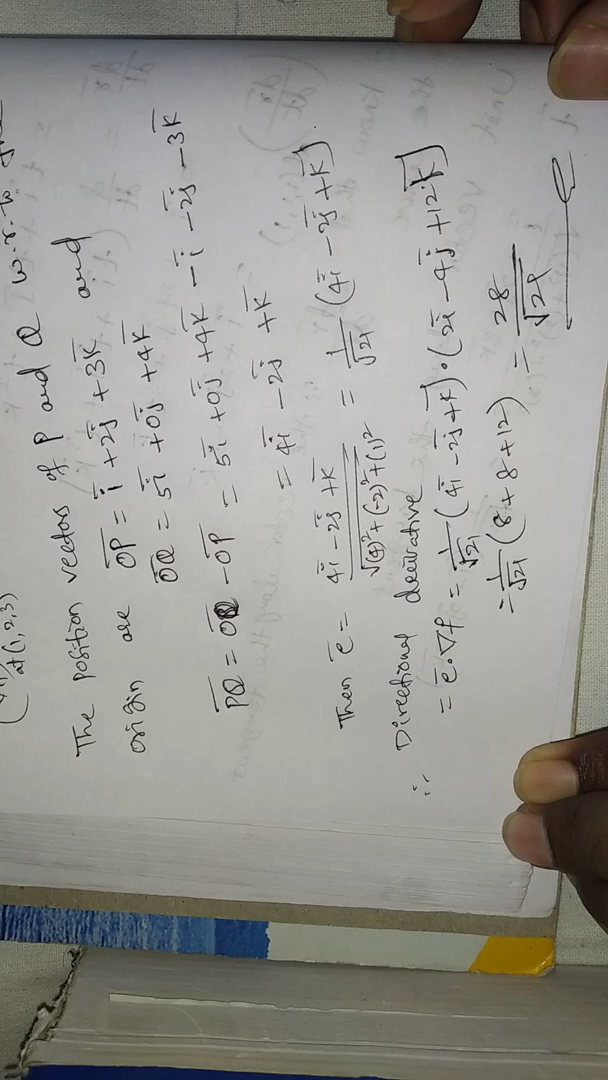 at (1, 2, 3)
The position vectors of P and Q w.r. to the
origin are OP̅ = i̅ + 2j̅ + 3k̅ and
OQ̅ = 5i̅ + 0j̅ + 4k̅
PQ̅ = OQ̅ - OP̅ = 5i̅ + 0j̅ + 4k̅ - i̅ - 2j̅ - 3k̅
= 4i̅ - 2j̅ + k̅
Then e̅ = (4i̅ - 2j̅ + k̅) / √((4)² + (-2)² + (1)²) = 1/√21 (4i̅ - 2j̅ + k̅).
∴ Directional derivative
= e̅ · ∇f = 1/√21 (4i̅ - 2j̅ + k̅) · (2i̅ - 4j̅ + 12k̅)
= 1/√21 (8 + 8 + 12) = 28/√21